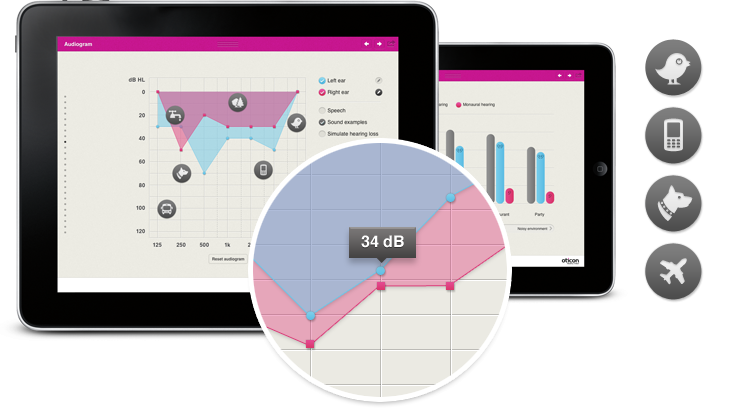 Audiogram
dB HL
0
20
40
60
80
100
120
125
250
500
1k
Left ear
Right ear
Speech
Sound examples
Simulate hearing loss
Reset audiogram
34 dB
Monaural hearing
Party
Noisy environment
oticon